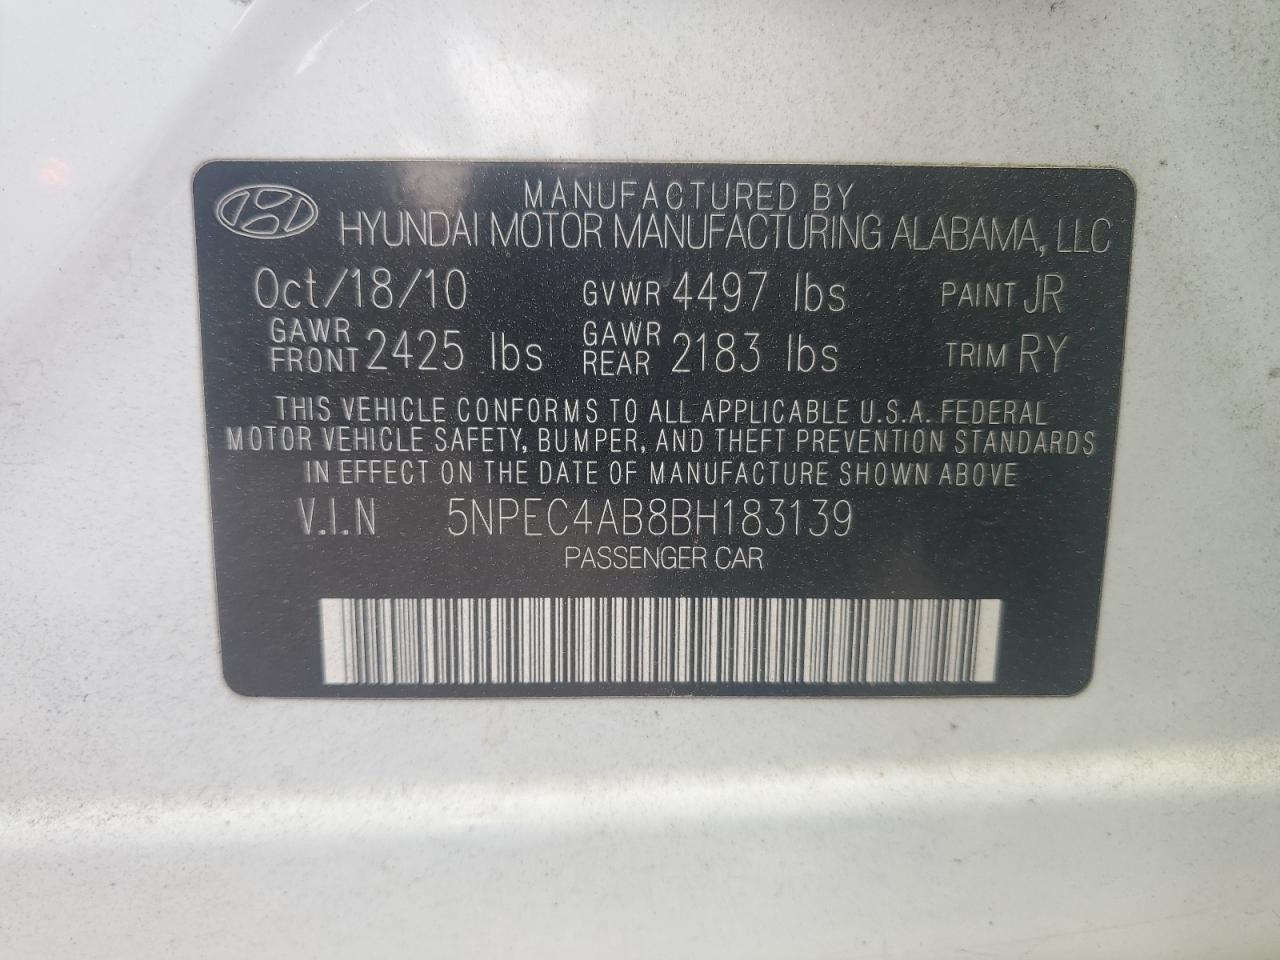 MANUFACTURED BY
HYUNDAI MOTOR MANUFACTURING ALABAMA, LLC
Oct/18/10 GVWR 4497 lbs PAINT JR
GAWR FRONT 2425 lbs GAWR REAR 2183 lbs TRIM RY
THIS VEHICLE CONFORMS TO ALL APPLICABLE U.S.A. FEDERAL
MOTOR VEHICLE SAFETY, BUMPER, AND THEFT PREVENTION STANDARDS
IN EFFECT ON THE DATE OF MANUFACTURE SHOWN ABOVE
V.I.N 5NPEC4AB8BH183139
PASSENGER CAR